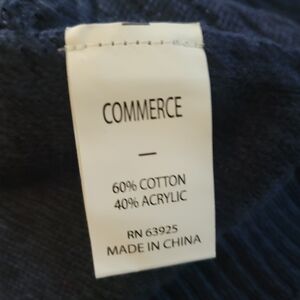 COMMERCE
—
60% COTTON
40% ACRYLIC
RN 63925
MADE IN CHINA